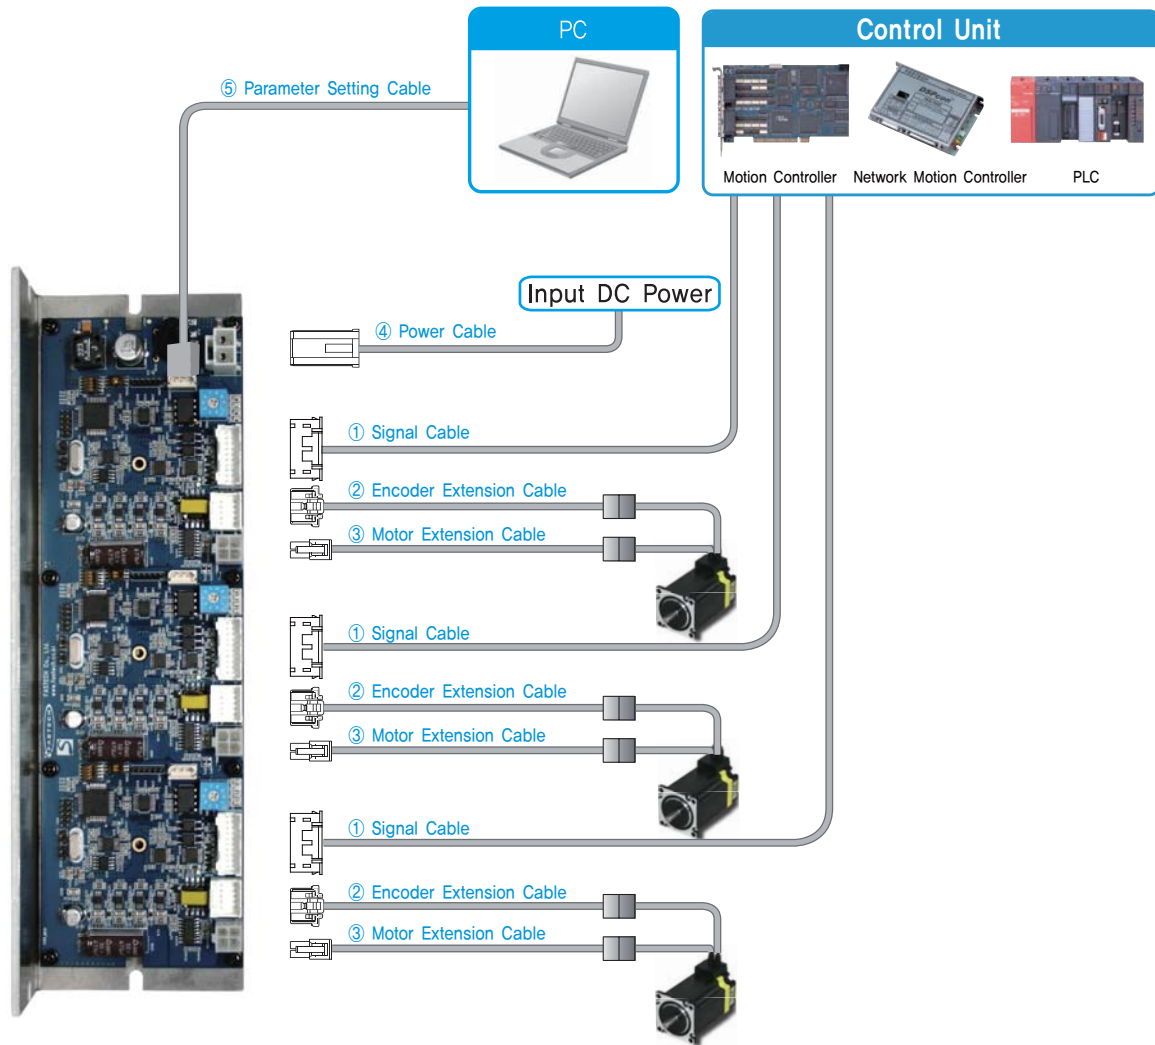 PC
Control Unit
⑤ Parameter Setting Cable
DSPcon
Motion Controller
Network Motion Controller
PLC
Input DC Power
④ Power Cable
① Signal Cable
② Encoder Extension Cable
③ Motor Extension Cable
① Signal Cable
② Encoder Extension Cable
③ Motor Extension Cable
① Signal Cable
② Encoder Extension Cable
③ Motor Extension Cable